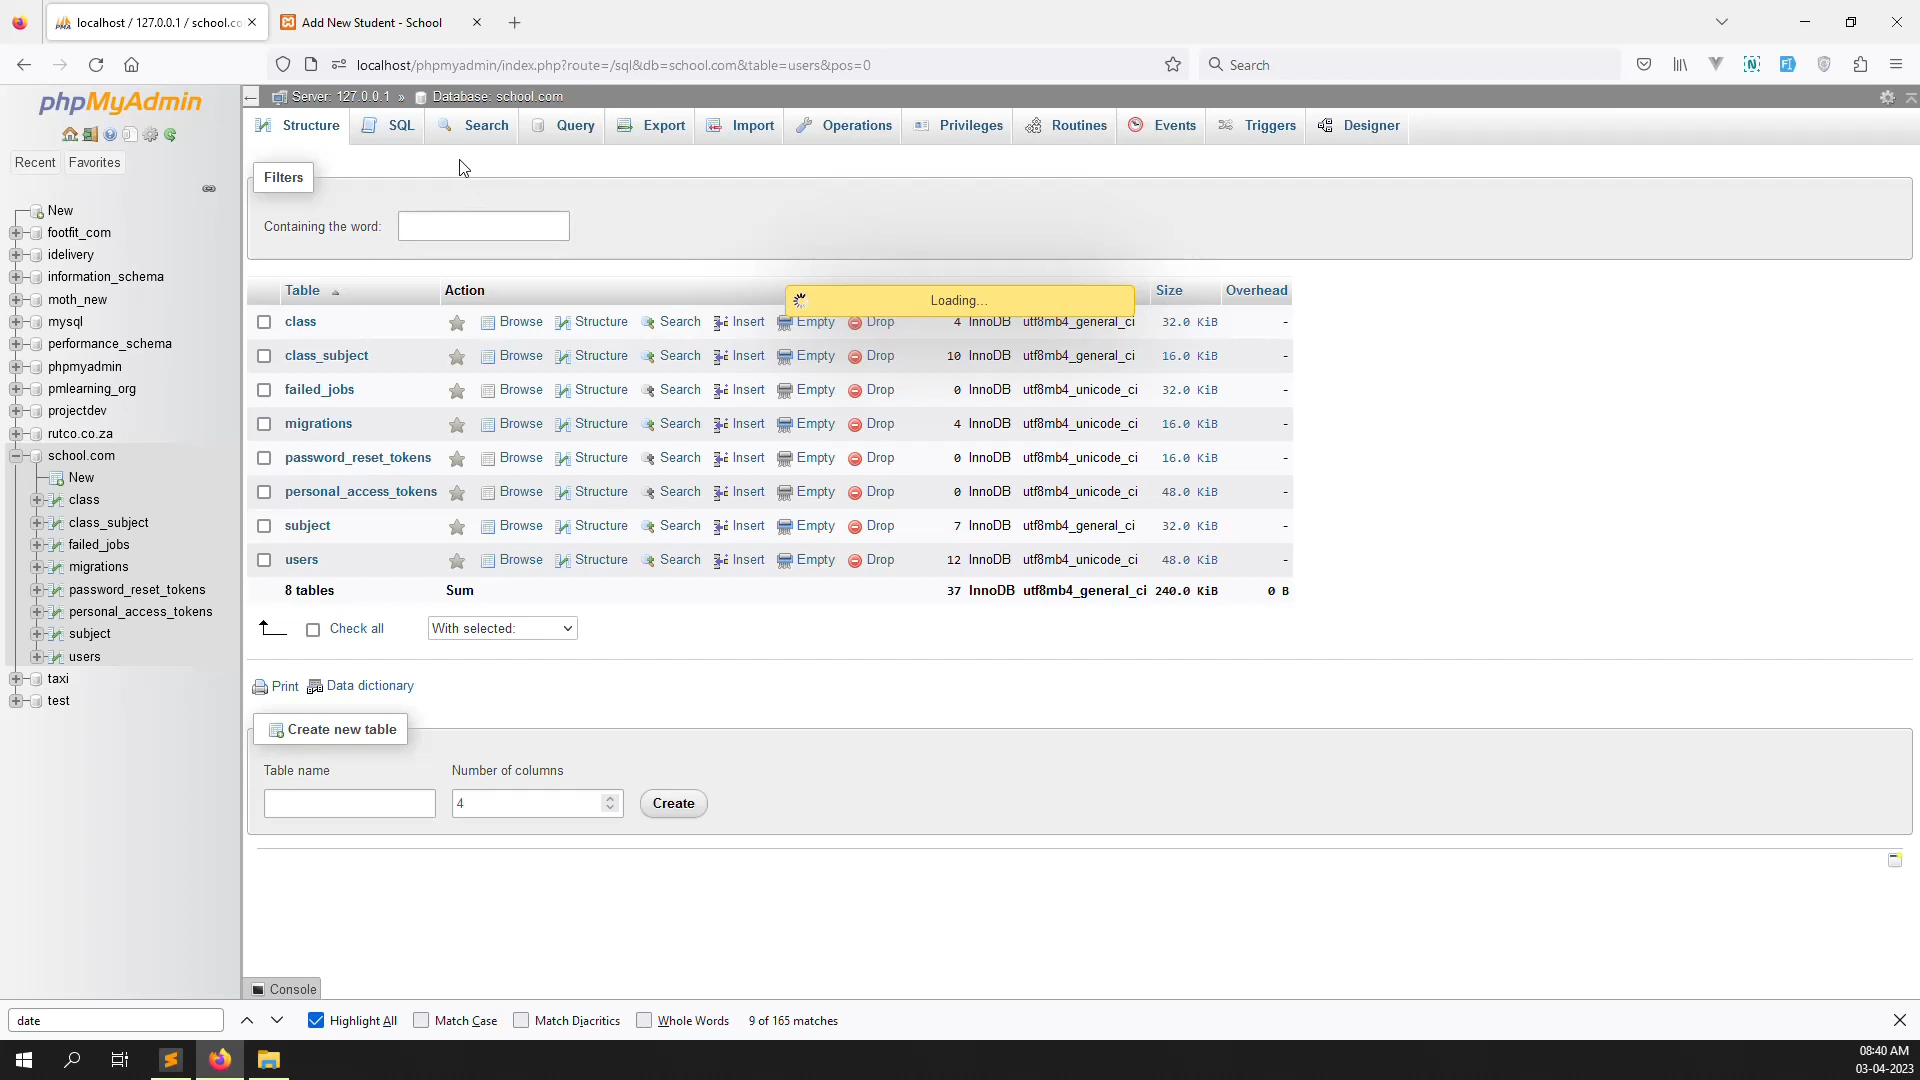 localhost / 127.0.0.1 / school.co
Add New Student - School
localhost/phpmyadmin/index.php?route=/sql&db=school.com&table=users&pos=0
Search
phpMyAdmin
Recent
Favorites
New
footfit_com
idelivery
information_schema
moth_new
mysql
performance_schema
phpmyadmin
pmlearning_org
projectdev
rutco.co.za
school.com
New
class
class_subject
failed_jobs
migrations
password_reset_tokens
personal_access_tokens
subject
users
taxi
test
Server: 127.0.0.1 » Database: school.com
Structure SQL Search Query Export Import Operations Privileges Routines Events Triggers Designer
Filters
Containing the word:
Loading...
Table Action Size Overhead
class Browse Structure Search Insert Empty Drop 4 InnoDB utf8mb4_general_ci 32.0 KiB -
class_subject Browse Structure Search Insert Empty Drop 10 InnoDB utf8mb4_general_ci 16.0 KiB -
failed_jobs Browse Structure Search Insert Empty Drop 0 InnoDB utf8mb4_unicode_ci 32.0 KiB -
migrations Browse Structure Search Insert Empty Drop 4 InnoDB utf8mb4_unicode_ci 16.0 KiB -
password_reset_tokens Browse Structure Search Insert Empty Drop 0 InnoDB utf8mb4_unicode_ci 16.0 KiB -
personal_access_tokens Browse Structure Search Insert Empty Drop 0 InnoDB utf8mb4_unicode_ci 48.0 KiB -
subject Browse Structure Search Insert Empty Drop 7 InnoDB utf8mb4_general_ci 32.0 KiB -
users Browse Structure Search Insert Empty Drop 12 InnoDB utf8mb4_unicode_ci 48.0 KiB -
8 tables Sum 37 InnoDB utf8mb4_general_ci 240.0 KiB 0 B
Check all With selected:
Print Data dictionary
Create new table
Table name Number of columns
4 Create
Console
date Highlight All Match Case Match Diacritics Whole Words 9 of 165 matches
08:40 AM
03-04-2023